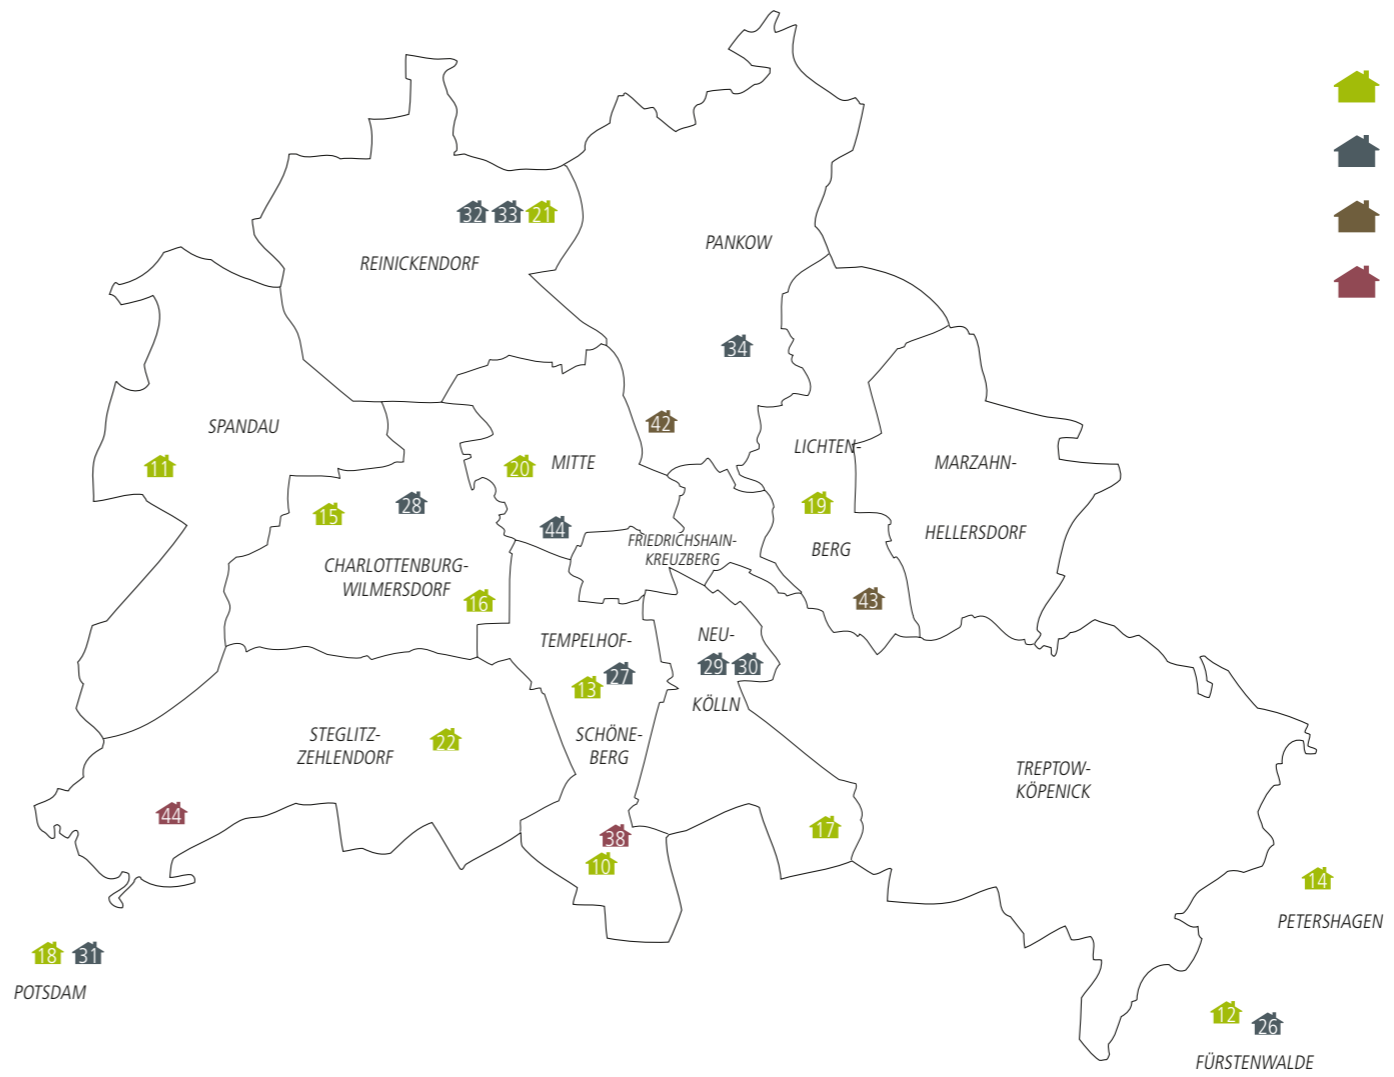 32 33 21
PANKOW
REINICKENDORF
34
42
SPANDAU
LICHTEN-
11
20
MITTE
MARZAHN-
15
28
19
44
HELLERSDORF
FRIEDRICHSHAIN-
KREUZBERG
BERG
CHARLOTTENBURG-
WILMERSDORF
16
43
TEMPELHOF-
NEU-
13
27
29 30
KÖLLN
STEGLITZ-
ZEHLENDORF
22
SCHÖNE-
BERG
TREPTOW-
KÖPENICK
44
38
17
10
14
PETERSHAGEN
18 31
POTSDAM
12 26
FÜRSTENWALDE